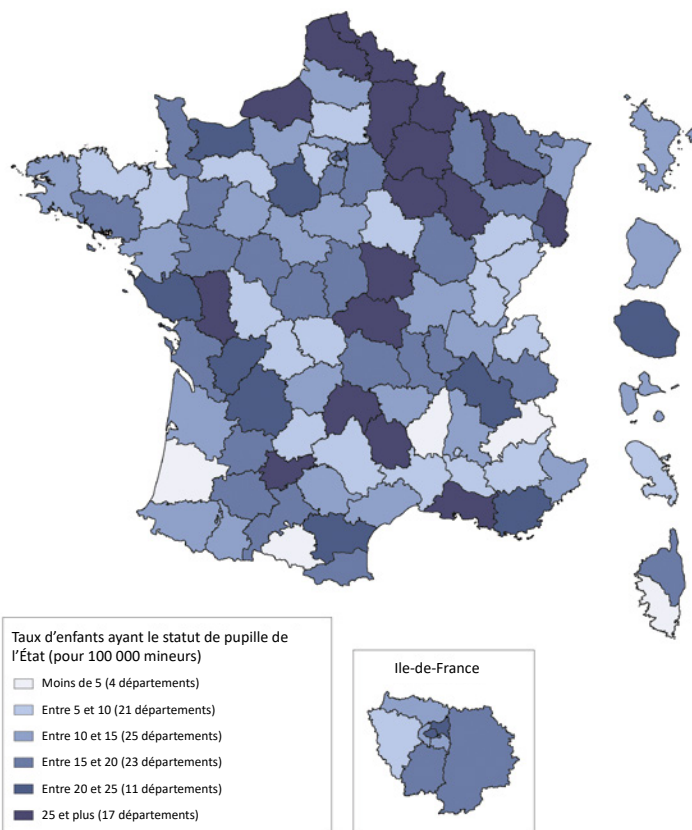 Taux d’enfants ayant le statut de pupille de
l’État (pour 100 000 mineurs)
Moins de 5 (4 départements)
Entre 5 et 10 (21 départements)
Entre 10 et 15 (25 départements)
Entre 15 et 20 (23 départements)
Entre 20 et 25 (11 départements)
25 et plus (17 départements)
Ile-de-France